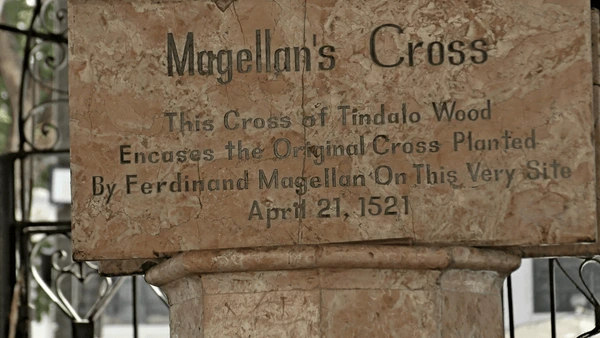 Magellan's Cross
This Cross of Tindalo Wood
Encases the Original Cross Planted
By Ferdinand Magellan On This Very Site
April 21, 1521